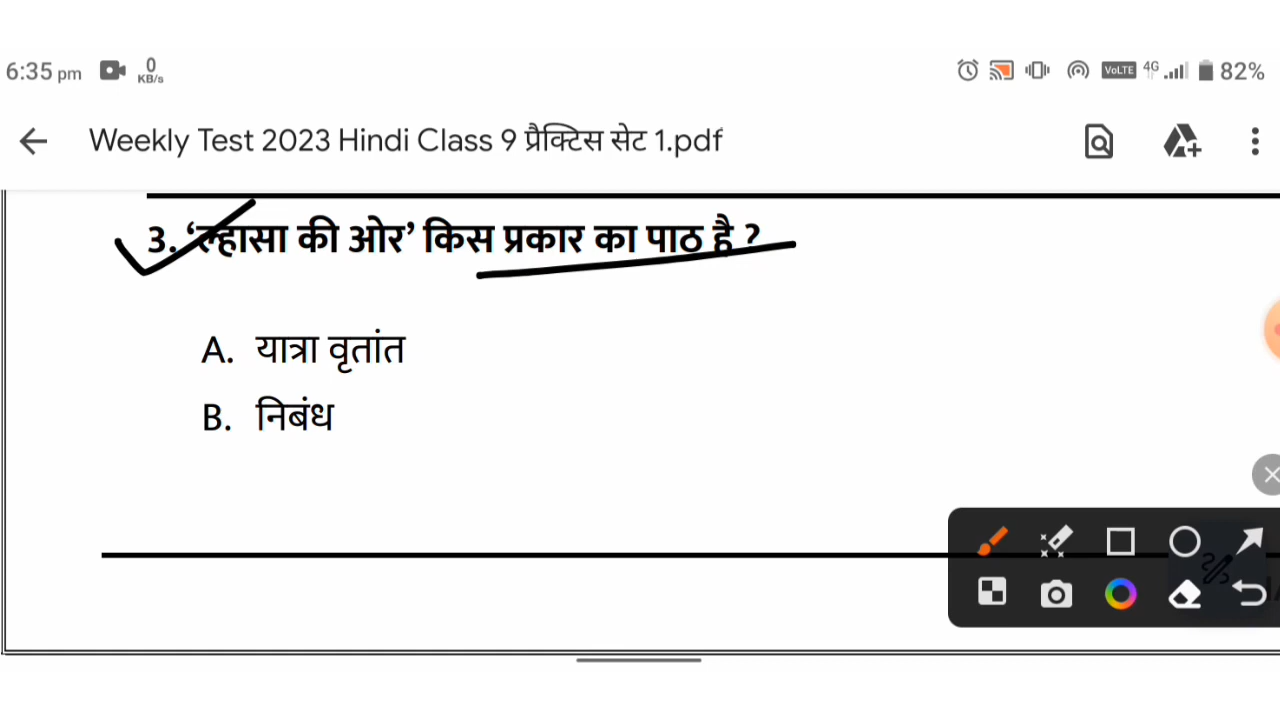 6:35 pm 0 KB/s VoLTE 4G 82%
Weekly Test 2023 Hindi Class 9 प्रैक्टिस सेट 1.pdf
3. ‘ल्हासा की ओर’ किस प्रकार का पाठ है ?
A. यात्रा वृतांत
B. निबंध